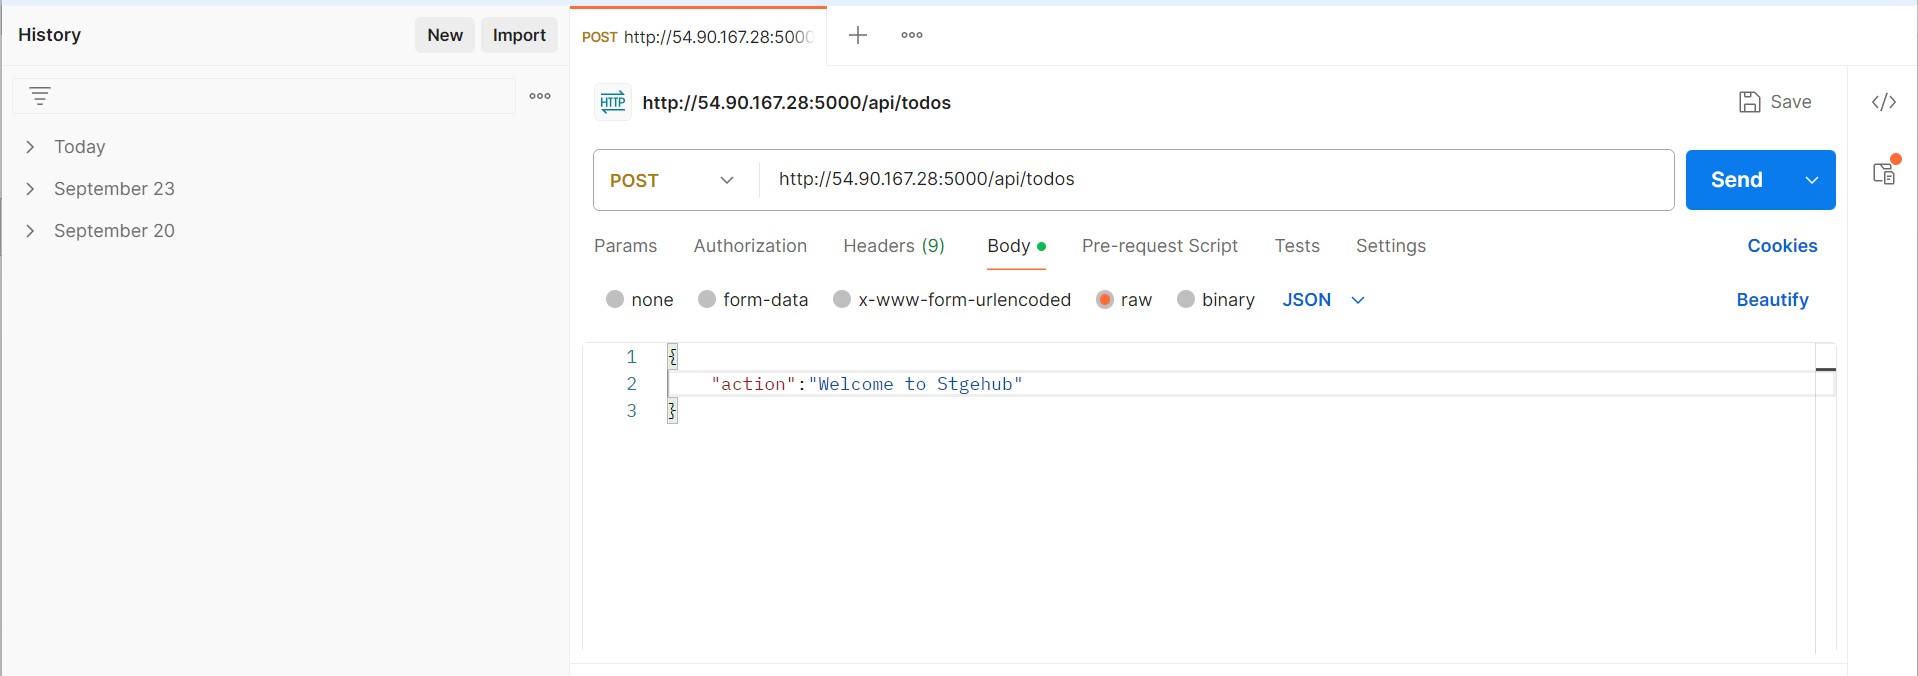 History
New
Import
Today
September 23
September 20
POST http://54.90.167.28:5000
HTTP http://54.90.167.28:5000/api/todos
Save
</>
POST
http://54.90.167.28:5000/api/todos
Send
Params Authorization Headers (9) Body Pre-request Script Tests Settings Cookies
none form-data x-www-form-urlencoded raw binary JSON Beautify
1 {
2 "action":"Welcome to Stgehub"
3 }